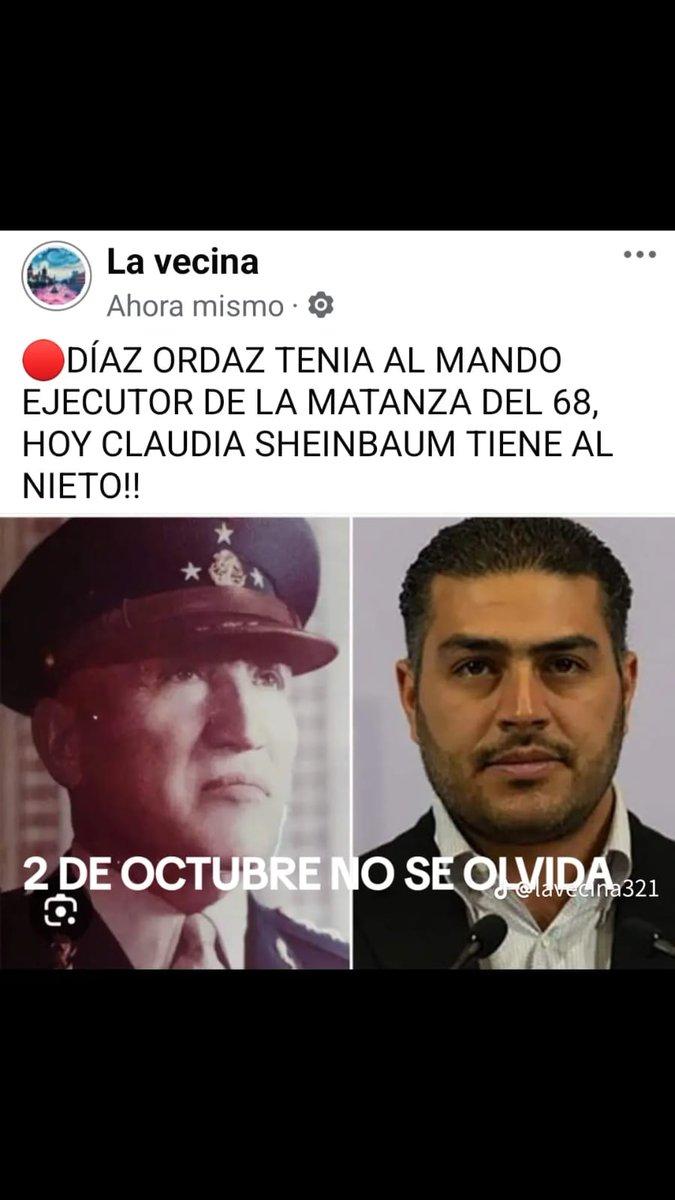 La vecina
Ahora mismo ·
🔴DÍAZ ORDAZ TENIA AL MANDO
EJECUTOR DE LA MATANZA DEL 68,
HOY CLAUDIA SHEINBAUM TIENE AL
NIETO!!
2 DE OCTUBRE NO SE OLVIDA
@lavecina321